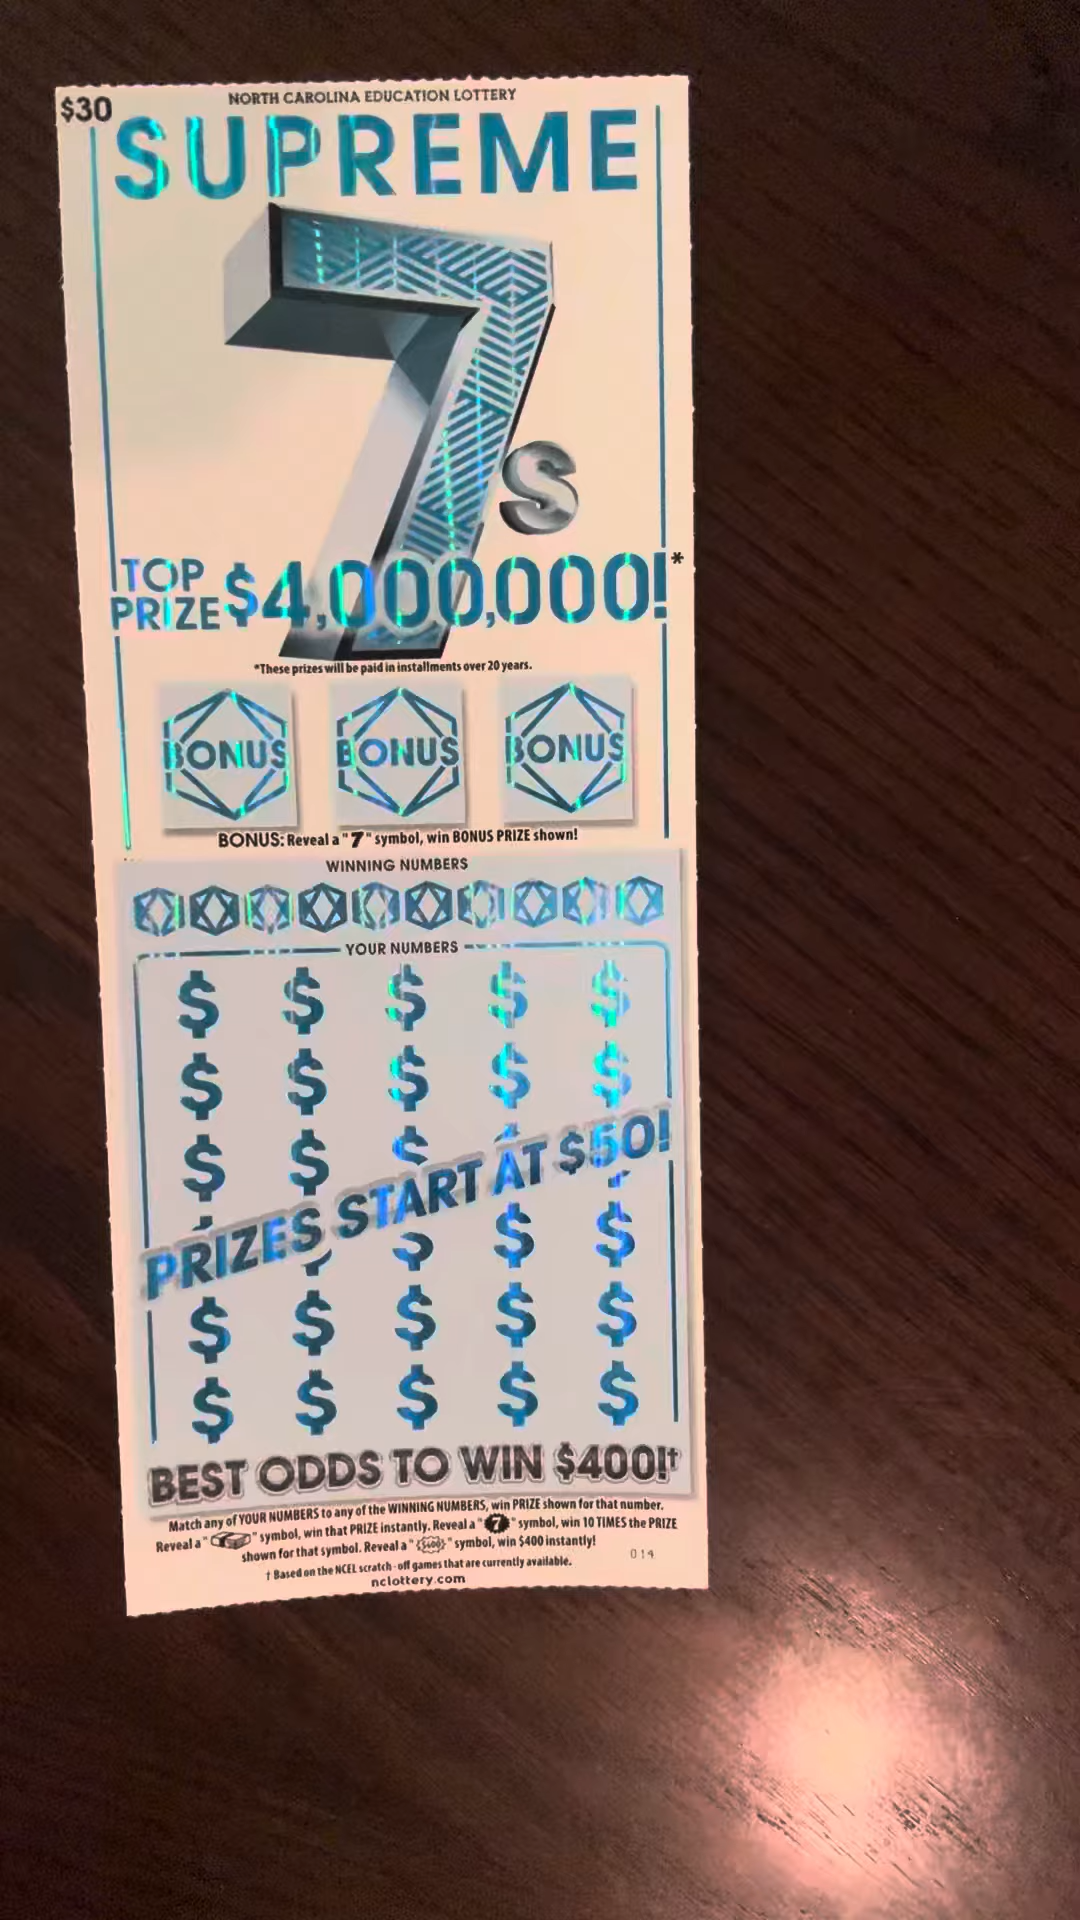 $30
NORTH CAROLINA EDUCATION LOTTERY
SUPREME
7s
TOP PRIZE $4,000,000!*
*These prizes will be paid in installments over 20 years.
BONUS BONUS BONUS
BONUS: Reveal a "7" symbol, win BONUS PRIZE shown!
WINNING NUMBERS
YOUR NUMBERS
$ $ $ $ $
$ $ $ $ $
$ $ $
PRIZES START AT $50!
$ $
$ $ $ $ $
$ $ $ $ $
BEST ODDS TO WIN $400!†
Match any of YOUR NUMBERS to any of the WINNING NUMBERS, win PRIZE shown for that number.
Reveal a " " symbol, win that PRIZE instantly. Reveal a "7" symbol, win 10 TIMES the PRIZE
shown for that symbol. Reveal a "$400" symbol, win $400 instantly!
† Based on the NCEL scratch-off games that are currently available.
014
nclottery.com